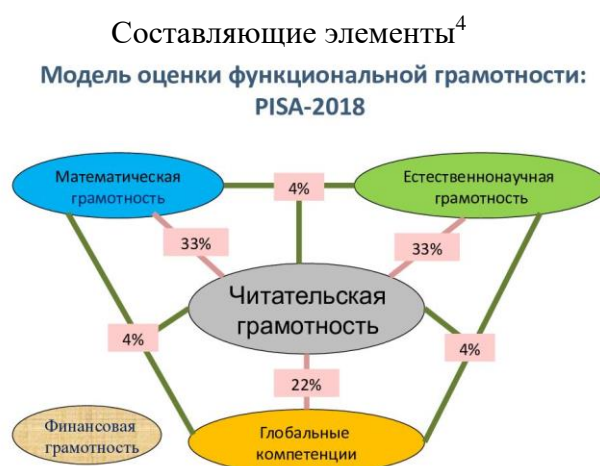 Составляющие элементы⁴
Модель оценки функциональной грамотности:
PISA-2018
Математическая
грамотность
4%
Естественнонаучная
грамотность
33%
33%
Читательская
грамотность
4%
4%
22%
Финансовая
грамотность
Глобальные
компетенции